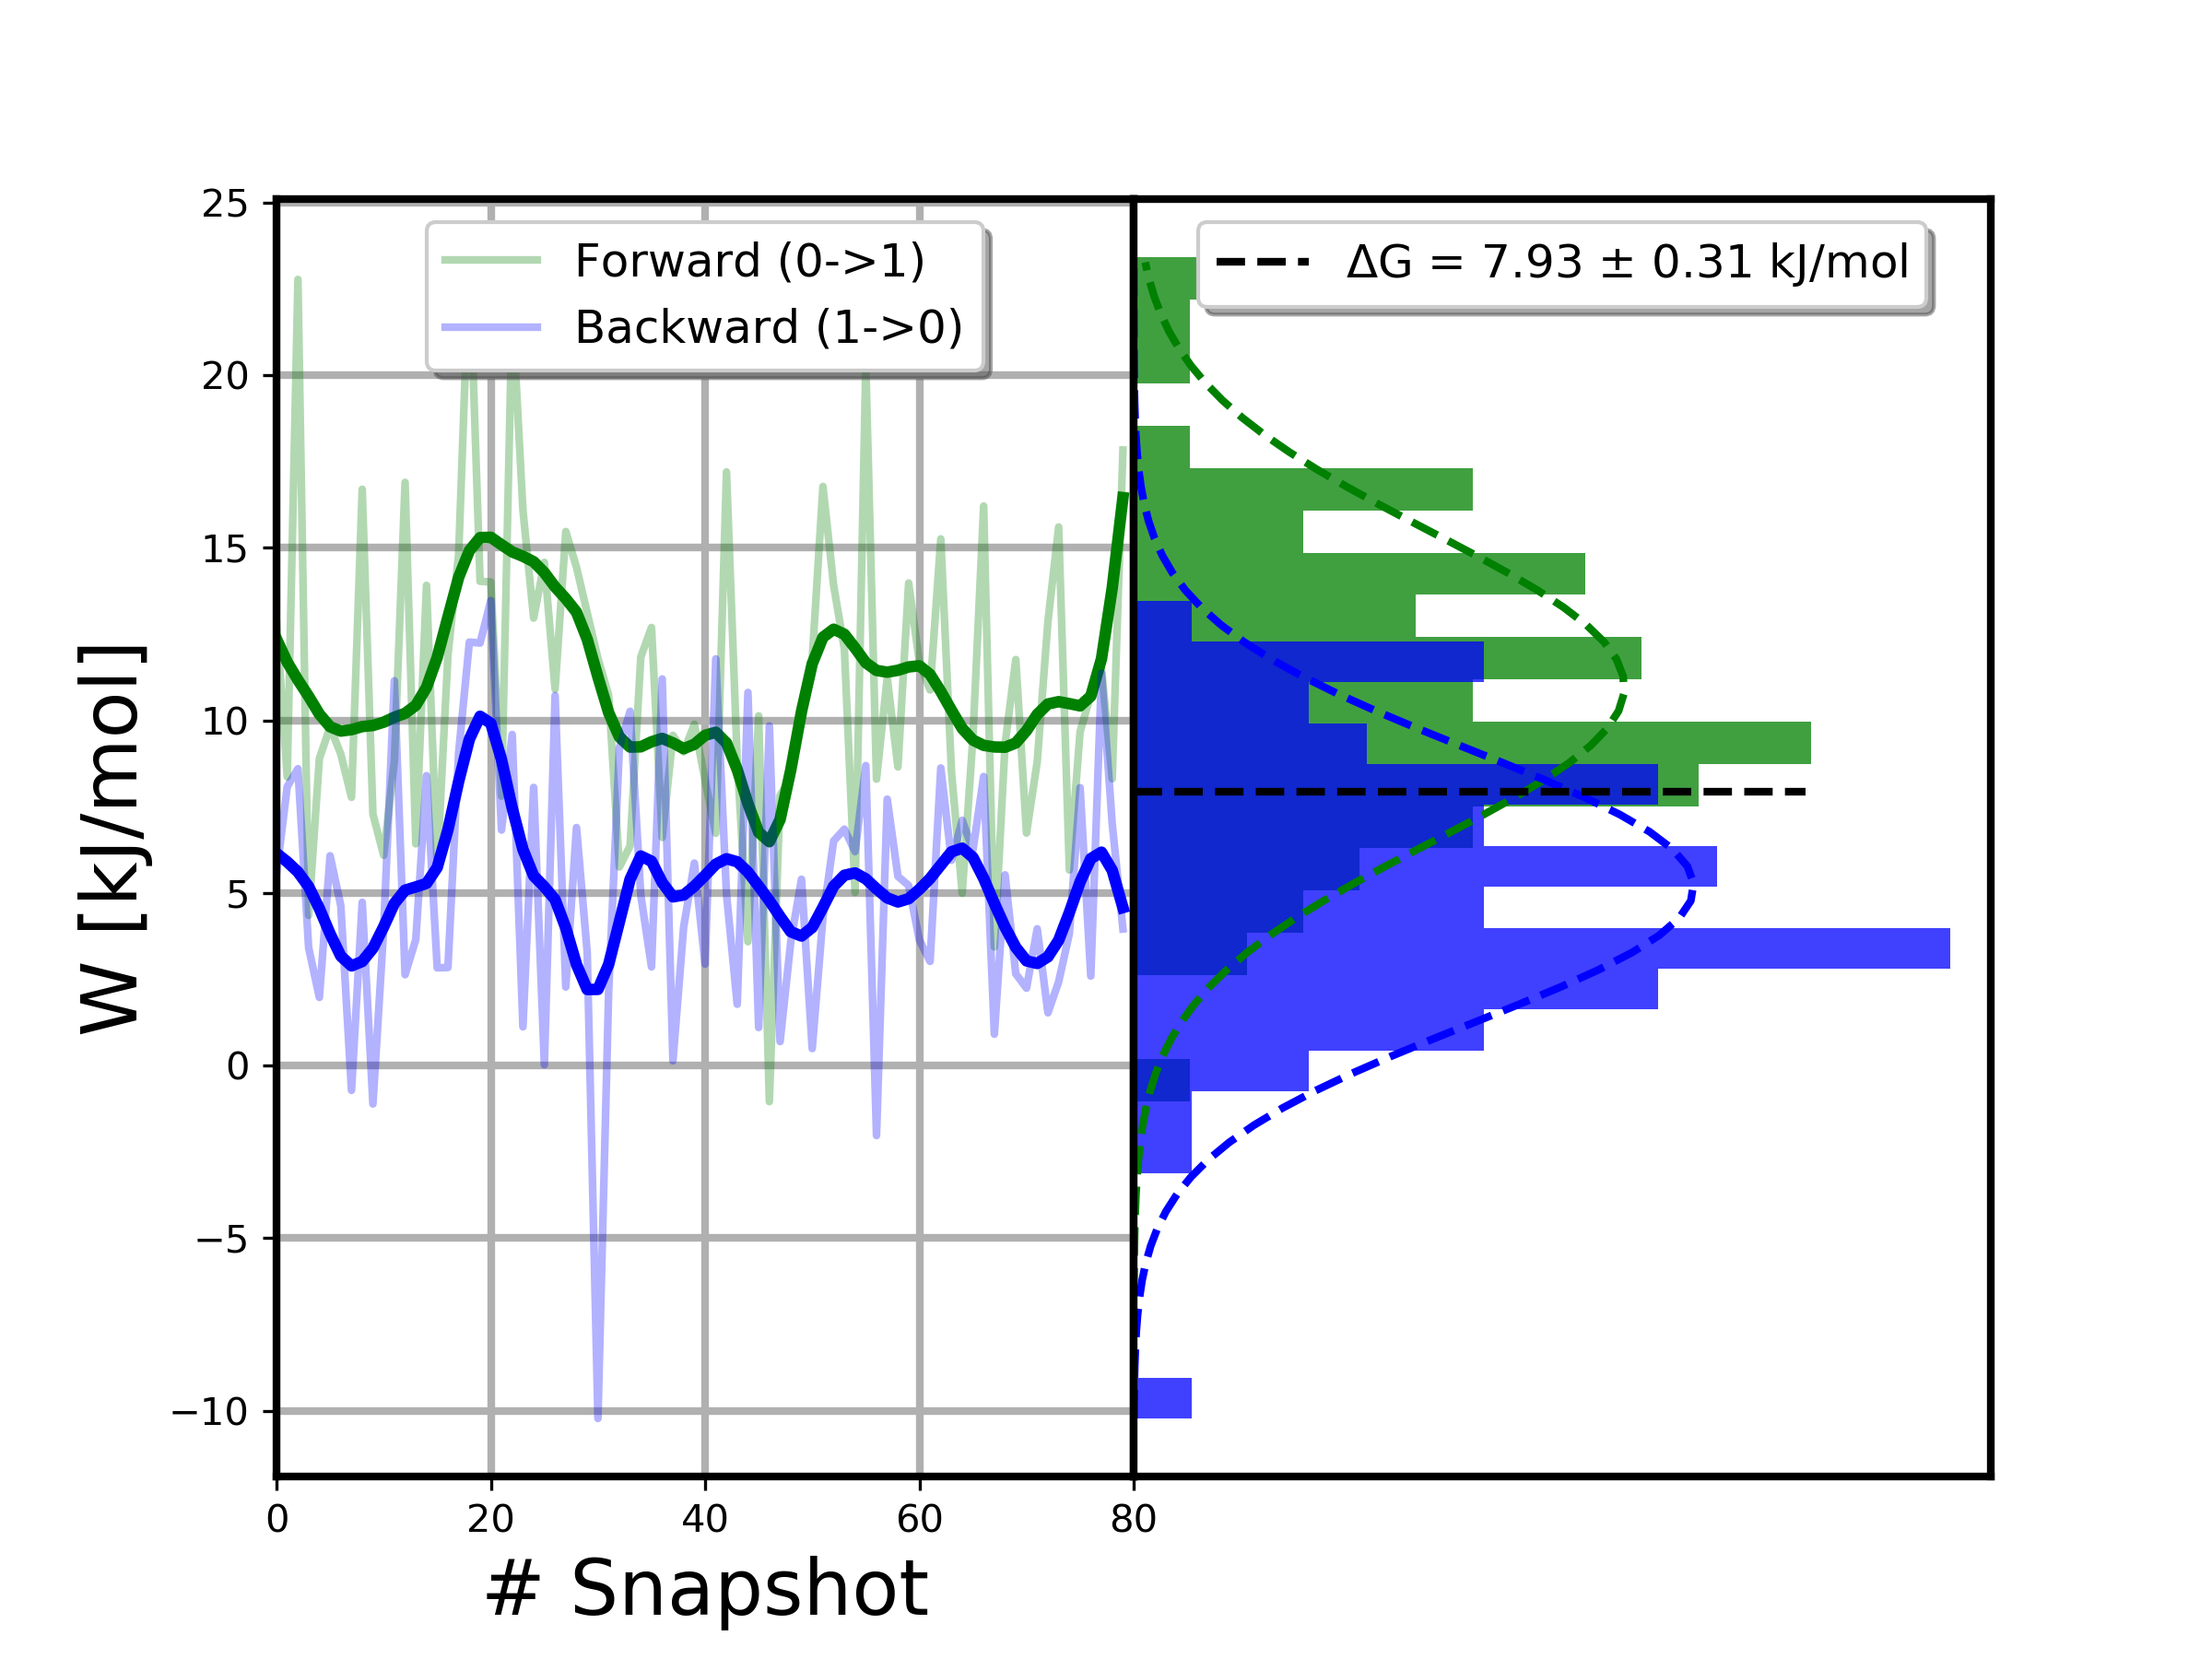 25
20
15
10
5
0
−5
−10
W [kJ/mol]
Forward (0->1)
Backward (1->0)
ΔG = 7.93 ± 0.31 kJ/mol
0 20 40 60 80
# Snapshot